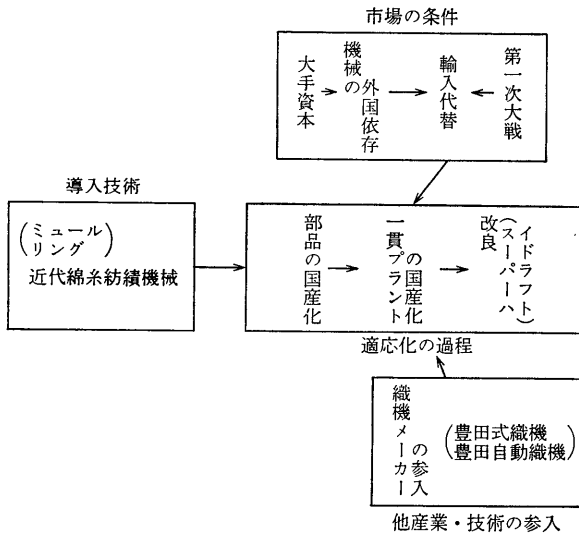 市場の条件
大手資本
機械の
外国依存
輸入代替
第一次大戦
導入技術
(ミュール
リング)
近代綿糸紡績機械
部品の国産化
一貫プラント
の国産化
改良
(スーパーハ
イドラフト)
適応化の過程
織機メーカー
の参入
(豊田式織機
豊田自動織機)
他産業・技術の参入